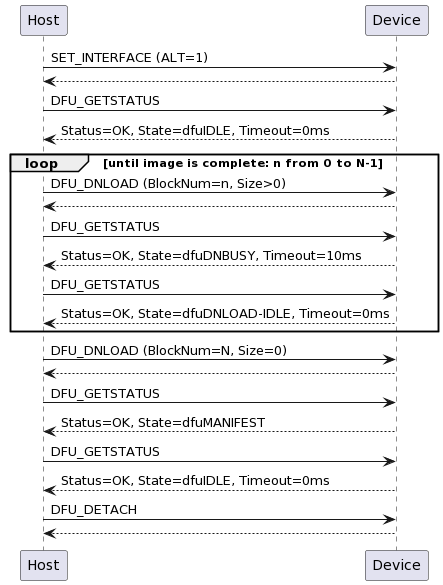 Host Device
SET_INTERFACE (ALT=1)
DFU_GETSTATUS
Status=OK, State=dfuIDLE, Timeout=0ms
loop [until image is complete: n from 0 to N-1]
DFU_DNLOAD (BlockNum=n, Size>0)
DFU_GETSTATUS
Status=OK, State=dfuDNBUSY, Timeout=10ms
DFU_GETSTATUS
Status=OK, State=dfuDNLOAD-IDLE, Timeout=0ms
DFU_DNLOAD (BlockNum=N, Size=0)
DFU_GETSTATUS
Status=OK, State=dfuMANIFEST
DFU_GETSTATUS
Status=OK, State=dfuIDLE, Timeout=0ms
DFU_DETACH
Host Device